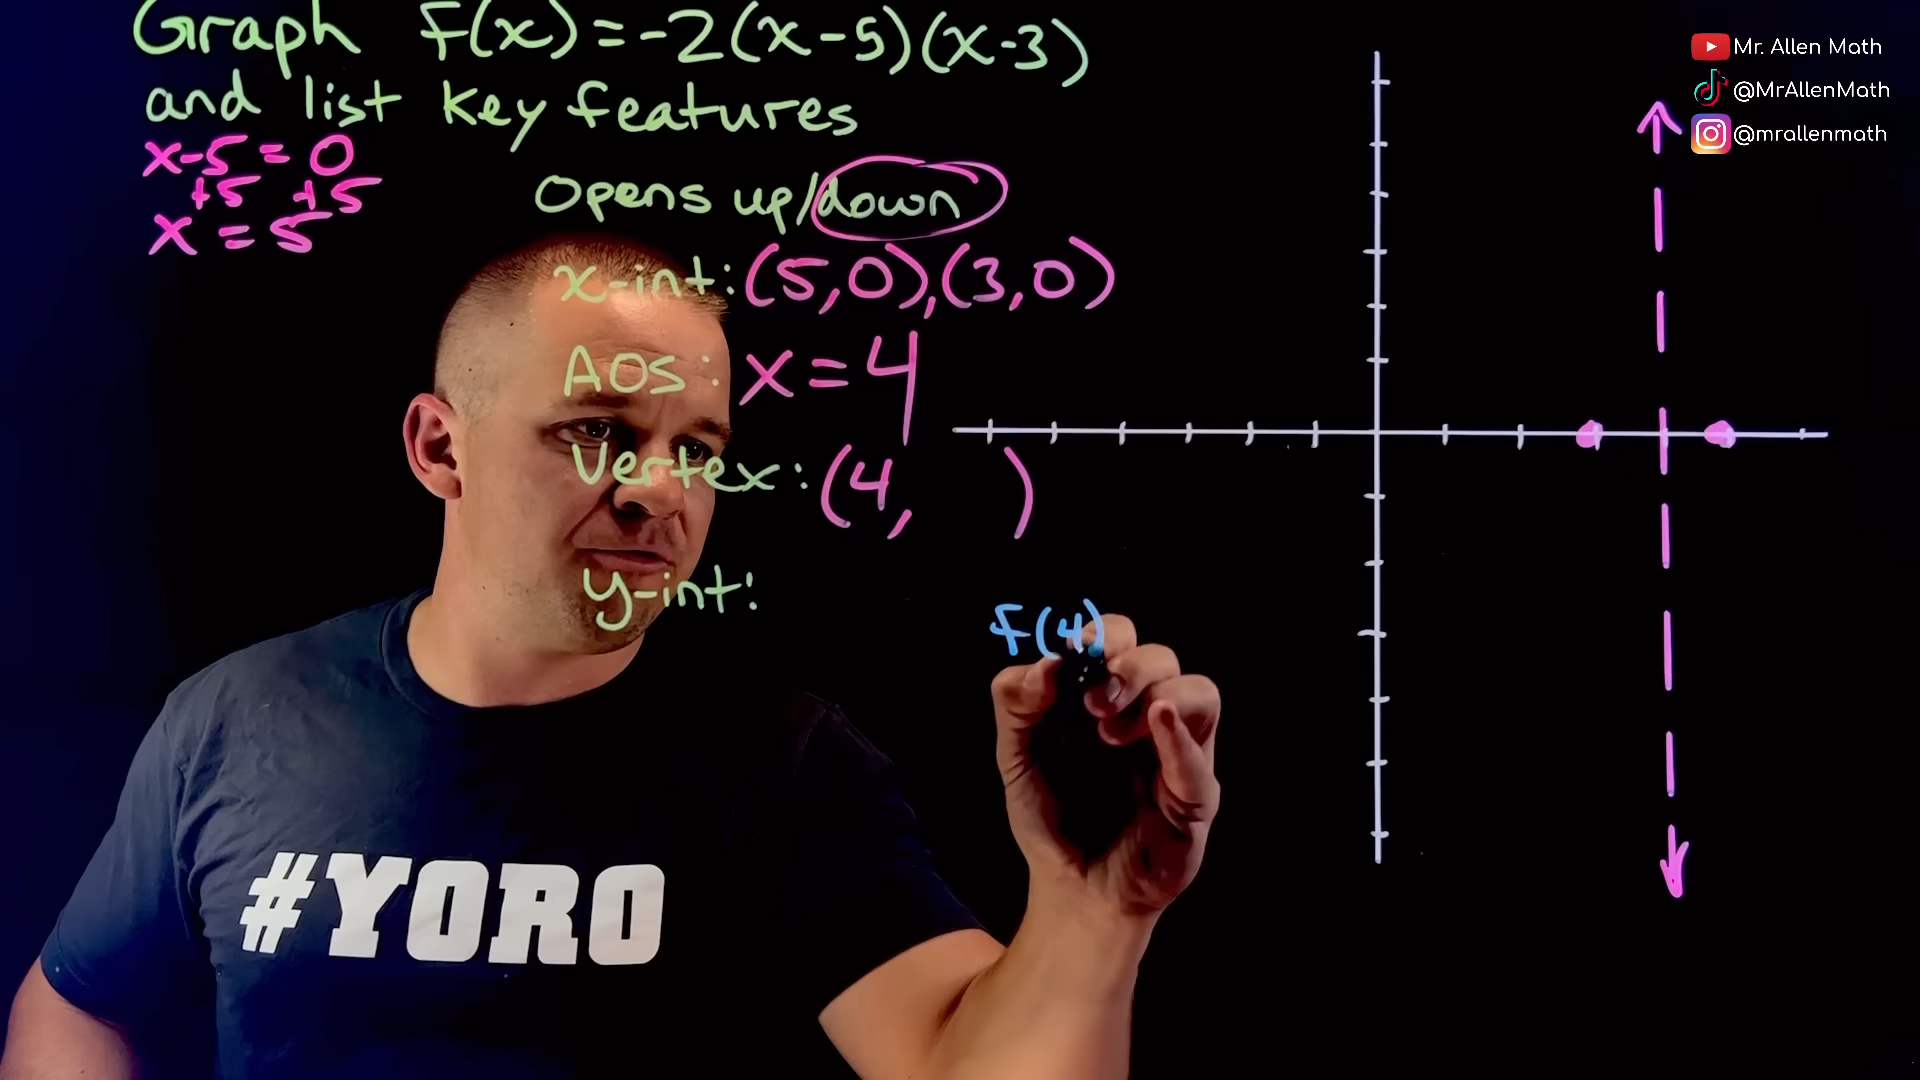 Graph f(x)=-2(x-5)(x-3)
and list key features
x-5=0
+5 +5
x=5
Opens up/down
x-int:(5,0),(3,0)
AOS: x=4
Vertex:(4, )
y-int:
f(4)
#YORO
Mr. Allen Math
@MrAllenMath
@mrallenmath